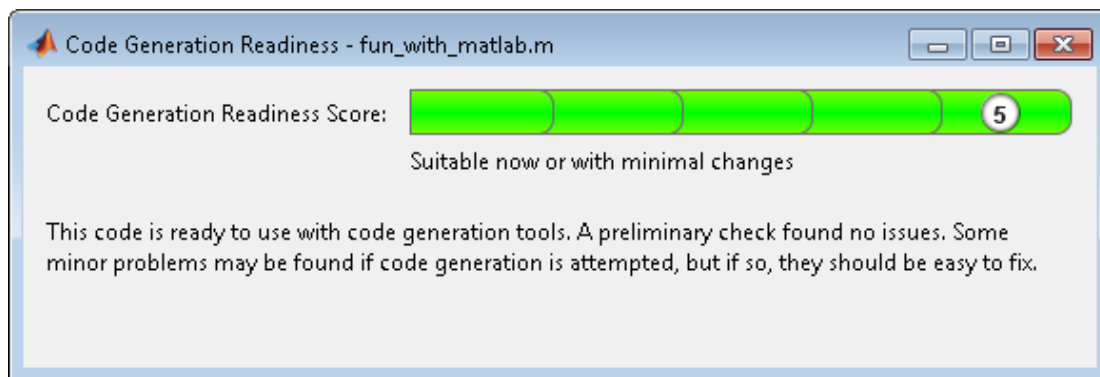 Code Generation Readiness - fun_with_matlab.m
Code Generation Readiness Score:
5
Suitable now or with minimal changes
This code is ready to use with code generation tools. A preliminary check found no issues. Some
minor problems may be found if code generation is attempted, but if so, they should be easy to fix.